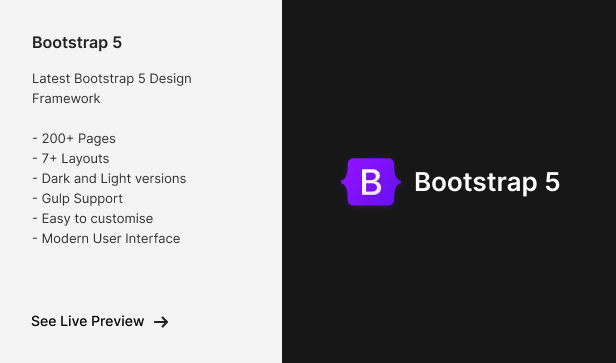 Bootstrap 5
Latest Bootstrap 5 Design
Framework
- 200+ Pages
- 7+ Layouts
- Dark and Light versions
- Gulp Support
- Easy to customise
- Modern User Interface
See Live Preview →
B Bootstrap 5